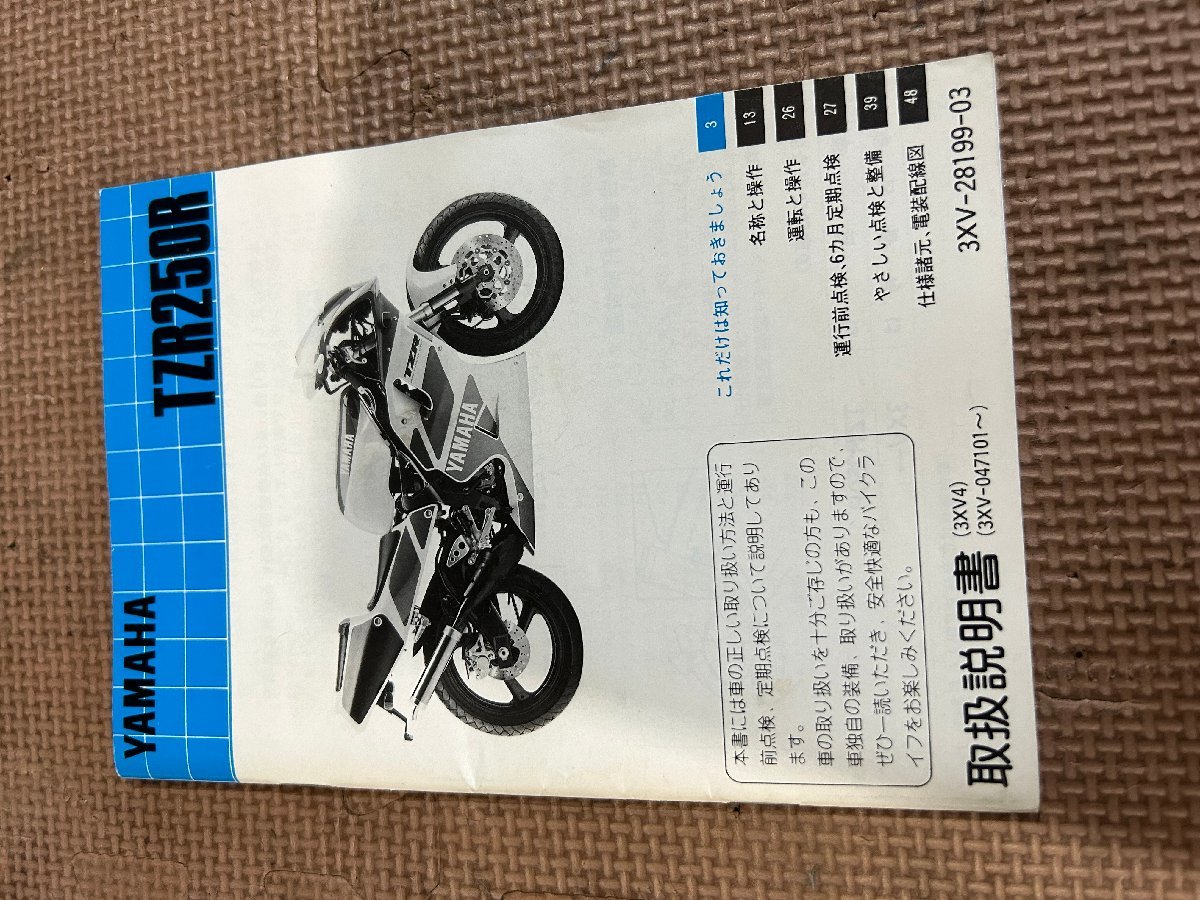 YAMAHA
TZR250R
YAMAHA
TZR
YAMAHA
これだけは知っておきましょう 3
名称と操作 13
運転と操作 26
運行前点検、6カ月定期点検 27
やさしい点検と整備 39
仕様諸元、電装配線図 48
本書には車の正しい取り扱い方法と運行
前点検、定期点検について説明してあり
ます。
車の取り扱いを十分ご存じの方も、この
車独自の装備、取り扱いがありますので、
ぜひ一読いただき、安全快適なバイクラ
イフをお楽しみください。
取扱説明書 (3XV4)
(3XV-047101〜)
3XV-28199-03